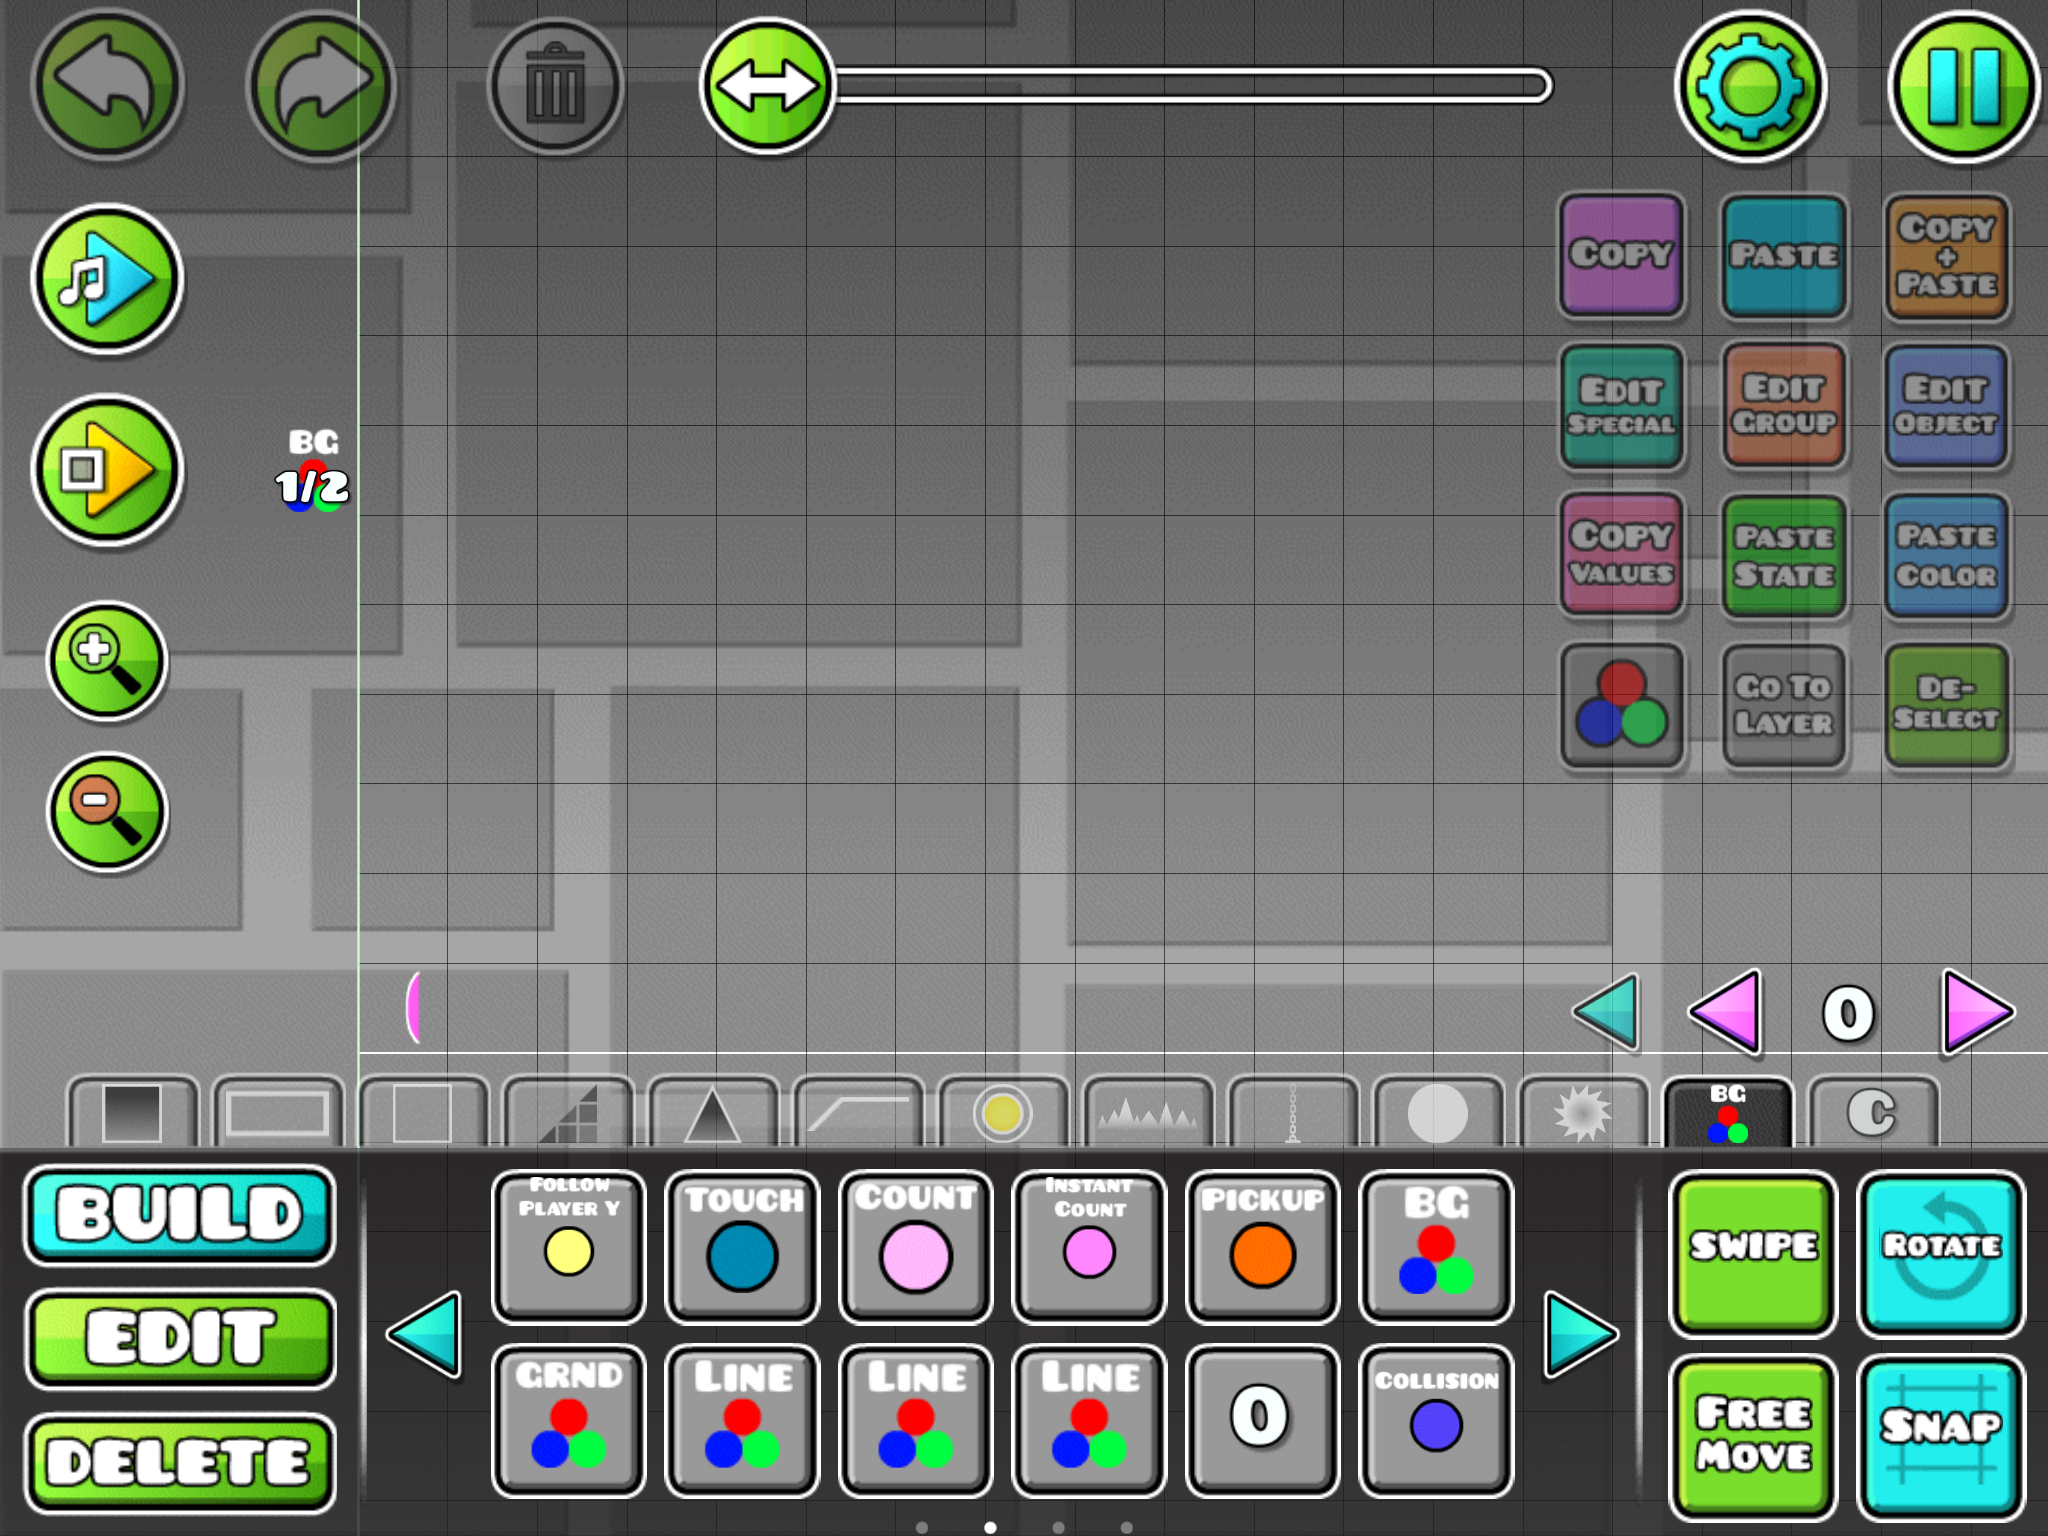 COPY
PASTE
COPY
+
PASTE
EDIT
SPECIAL
EDIT
GROUP
EDIT
OBJECT
BG
1/2
COPY
VALUES
PASTE
STATE
PASTE
COLOR
GO TO
LAYER
DE-
SELECT
0
BG
C
BUILD
EDIT
DELETE
FOLLOW
PLAYER Y
TOUCH
COUNT
INSTANT
COUNT
PICKUP
BG
GRND
LINE
LINE
LINE
0
COLLISION
SWIPE
ROTATE
FREE
MOVE
SNAP